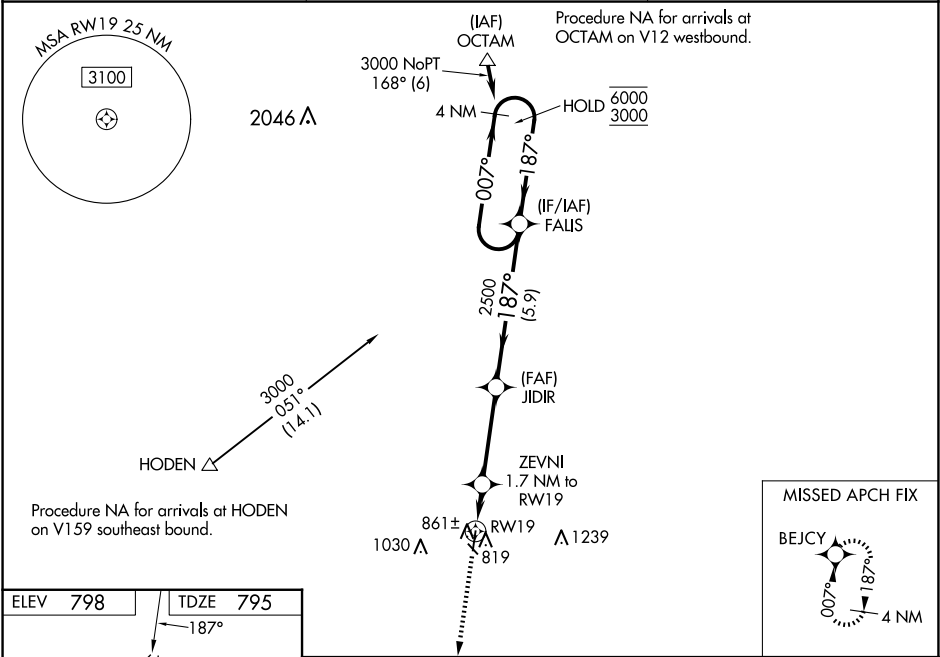 MSA RW19 25 NM
3100
2046
(IAF)
OCTAM
Procedure NA for arrivals at
OCTAM on V12 westbound.
3000 NoPT
168° (6)
4 NM
HOLD
6000
3000
007°
187°
(IF/IAF)
FALIS
2500
187°
(5.9)
3000
051°
(14.1)
(FAF)
JIDIR
HODEN
ZEVNI
1.7 NM to
RW19
Procedure NA for arrivals at HODEN
on V159 southeast bound.
861±
RW19
1030
819
1239
MISSED APCH FIX
BEJCY
007°
187°
4 NM
ELEV 798
TDZE 795
187°